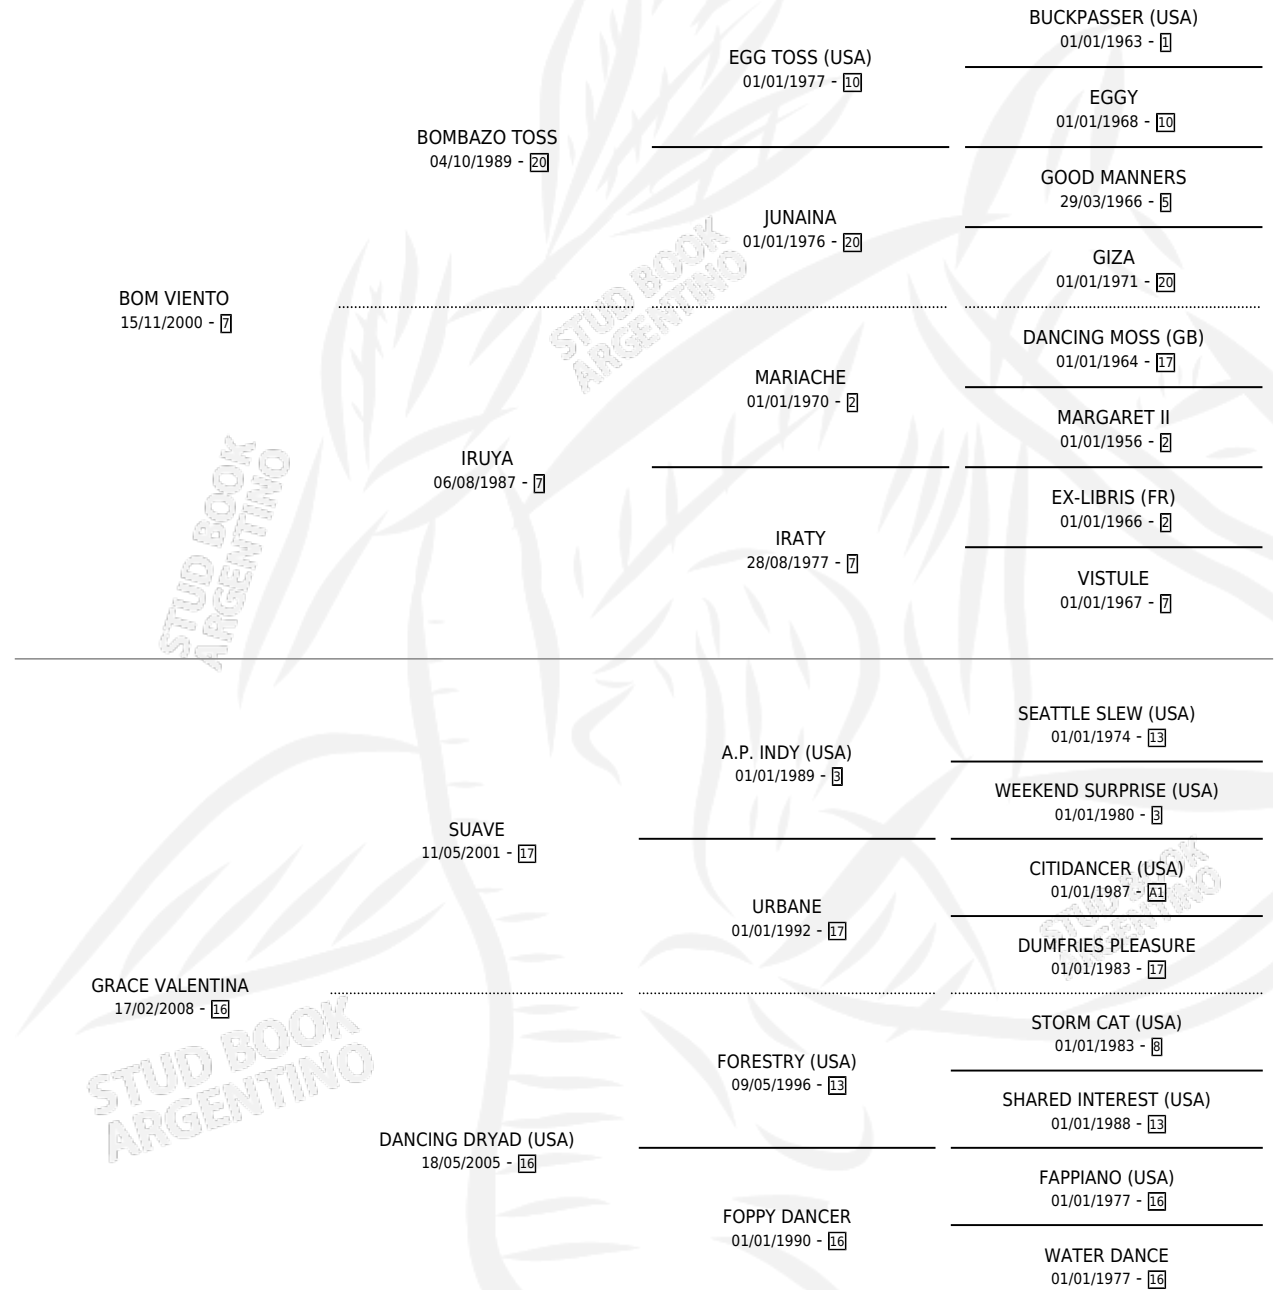 BUCKPASSER (USA)
01/01/1963 - 1
EGG TOSS (USA)
01/01/1977 - 10
EGGY
01/01/1968 - 10
BOMBAZO TOSS
04/10/1989 - 20
GOOD MANNERS
29/03/1966 - 5
JUNAINA
01/01/1976 - 20
GIZA
01/01/1971 - 20
BOM VIENTO
15/11/2000 - 7
STUD BOOK
ARGENTINO
DANCING MOSS (GB)
01/01/1964 - 17
MARIACHE
01/01/1970 - 2
MARGARET II
01/01/1956 - 2
IRUYA
06/08/1987 - 7
EX-LIBRIS (FR)
01/01/1966 - 2
IRATY
28/08/1977 - 7
VISTULE
01/01/1967 - 7
STUD BOOK
ARGENTINO
SEATTLE SLEW (USA)
01/01/1974 - 13
A.P. INDY (USA)
01/01/1989 - 3
WEEKEND SURPRISE (USA)
01/01/1980 - 3
SUAVE
11/05/2001 - 17
CITIDANCER (USA)
01/01/1987 - A1
URBANE
01/01/1992 - 17
STUD BOOK
ARGENTINO
DUMFRIES PLEASURE
01/01/1983 - 17
GRACE VALENTINA
17/02/2008 - 16
STUD BOOK
ARGENTINO
STORM CAT (USA)
01/01/1983 - 8
FORESTRY (USA)
09/05/1996 - 13
SHARED INTEREST (USA)
01/01/1988 - 13
DANCING DRYAD (USA)
18/05/2005 - 16
FAPPIANO (USA)
01/01/1977 - 16
FOPPY DANCER
01/01/1990 - 16
WATER DANCE
01/01/1977 - 16